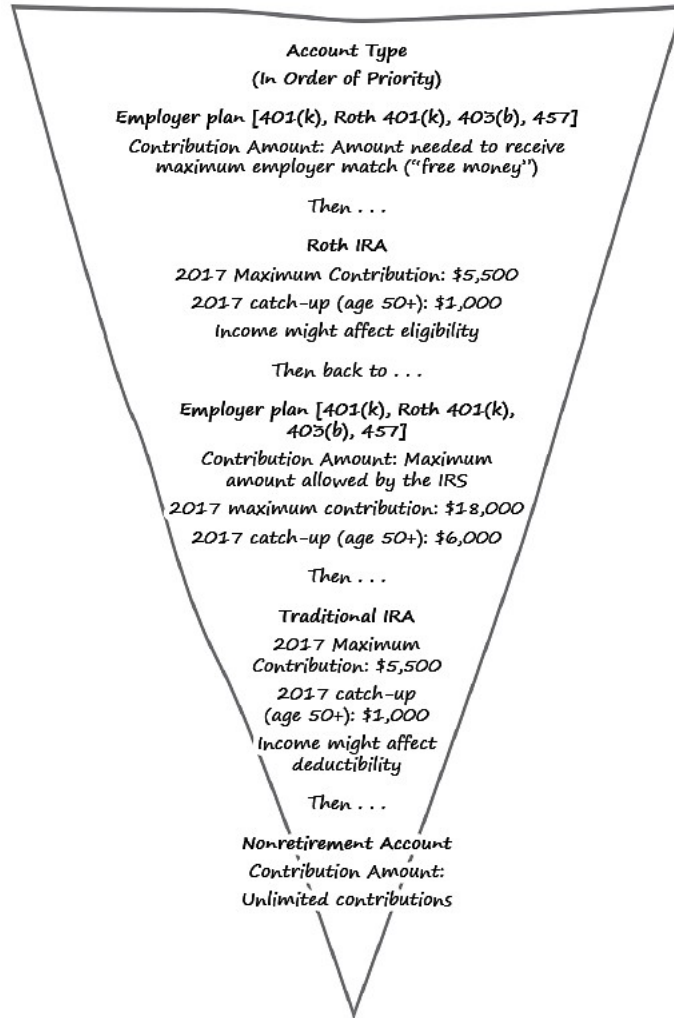 Account Type
(In Order of Priority)
Employer plan [401(k), Roth 401(k), 403(b), 457]
Contribution Amount: Amount needed to receive
maximum employer match (“free money”)
Then . . .
Roth IRA
2017 Maximum Contribution: $5,500
2017 catch-up (age 50+): $1,000
Income might affect eligibility
Then back to . . .
Employer plan [401(k), Roth 401(k),
403(b), 457]
Contribution Amount: Maximum
amount allowed by the IRS
2017 maximum contribution: $18,000
2017 catch-up (age 50+): $6,000
Then . . .
Traditional IRA
2017 Maximum
Contribution: $5,500
2017 catch-up
(age 50+): $1,000
Income might affect
deductibility
Then . . .
Nonretirement Account
Contribution Amount:
Unlimited contributions